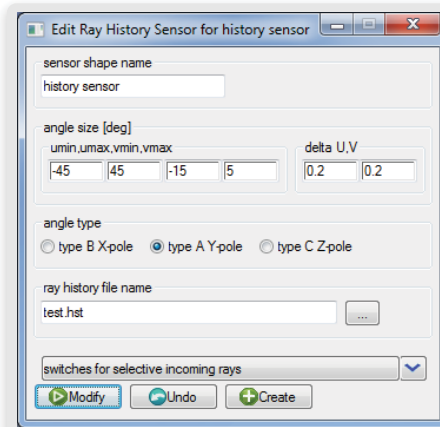 Edit Ray History Sensor for history sensor
sensor shape name
history sensor
angle size [deg]
umin,umax,vmin,vmax
delta U,V
-45 45 -15 5 0.2 0.2
angle type
type B X-pole type A Y-pole type C Z-pole
ray history file name
test.hst ...
switches for selective incoming rays
Modify Undo Create